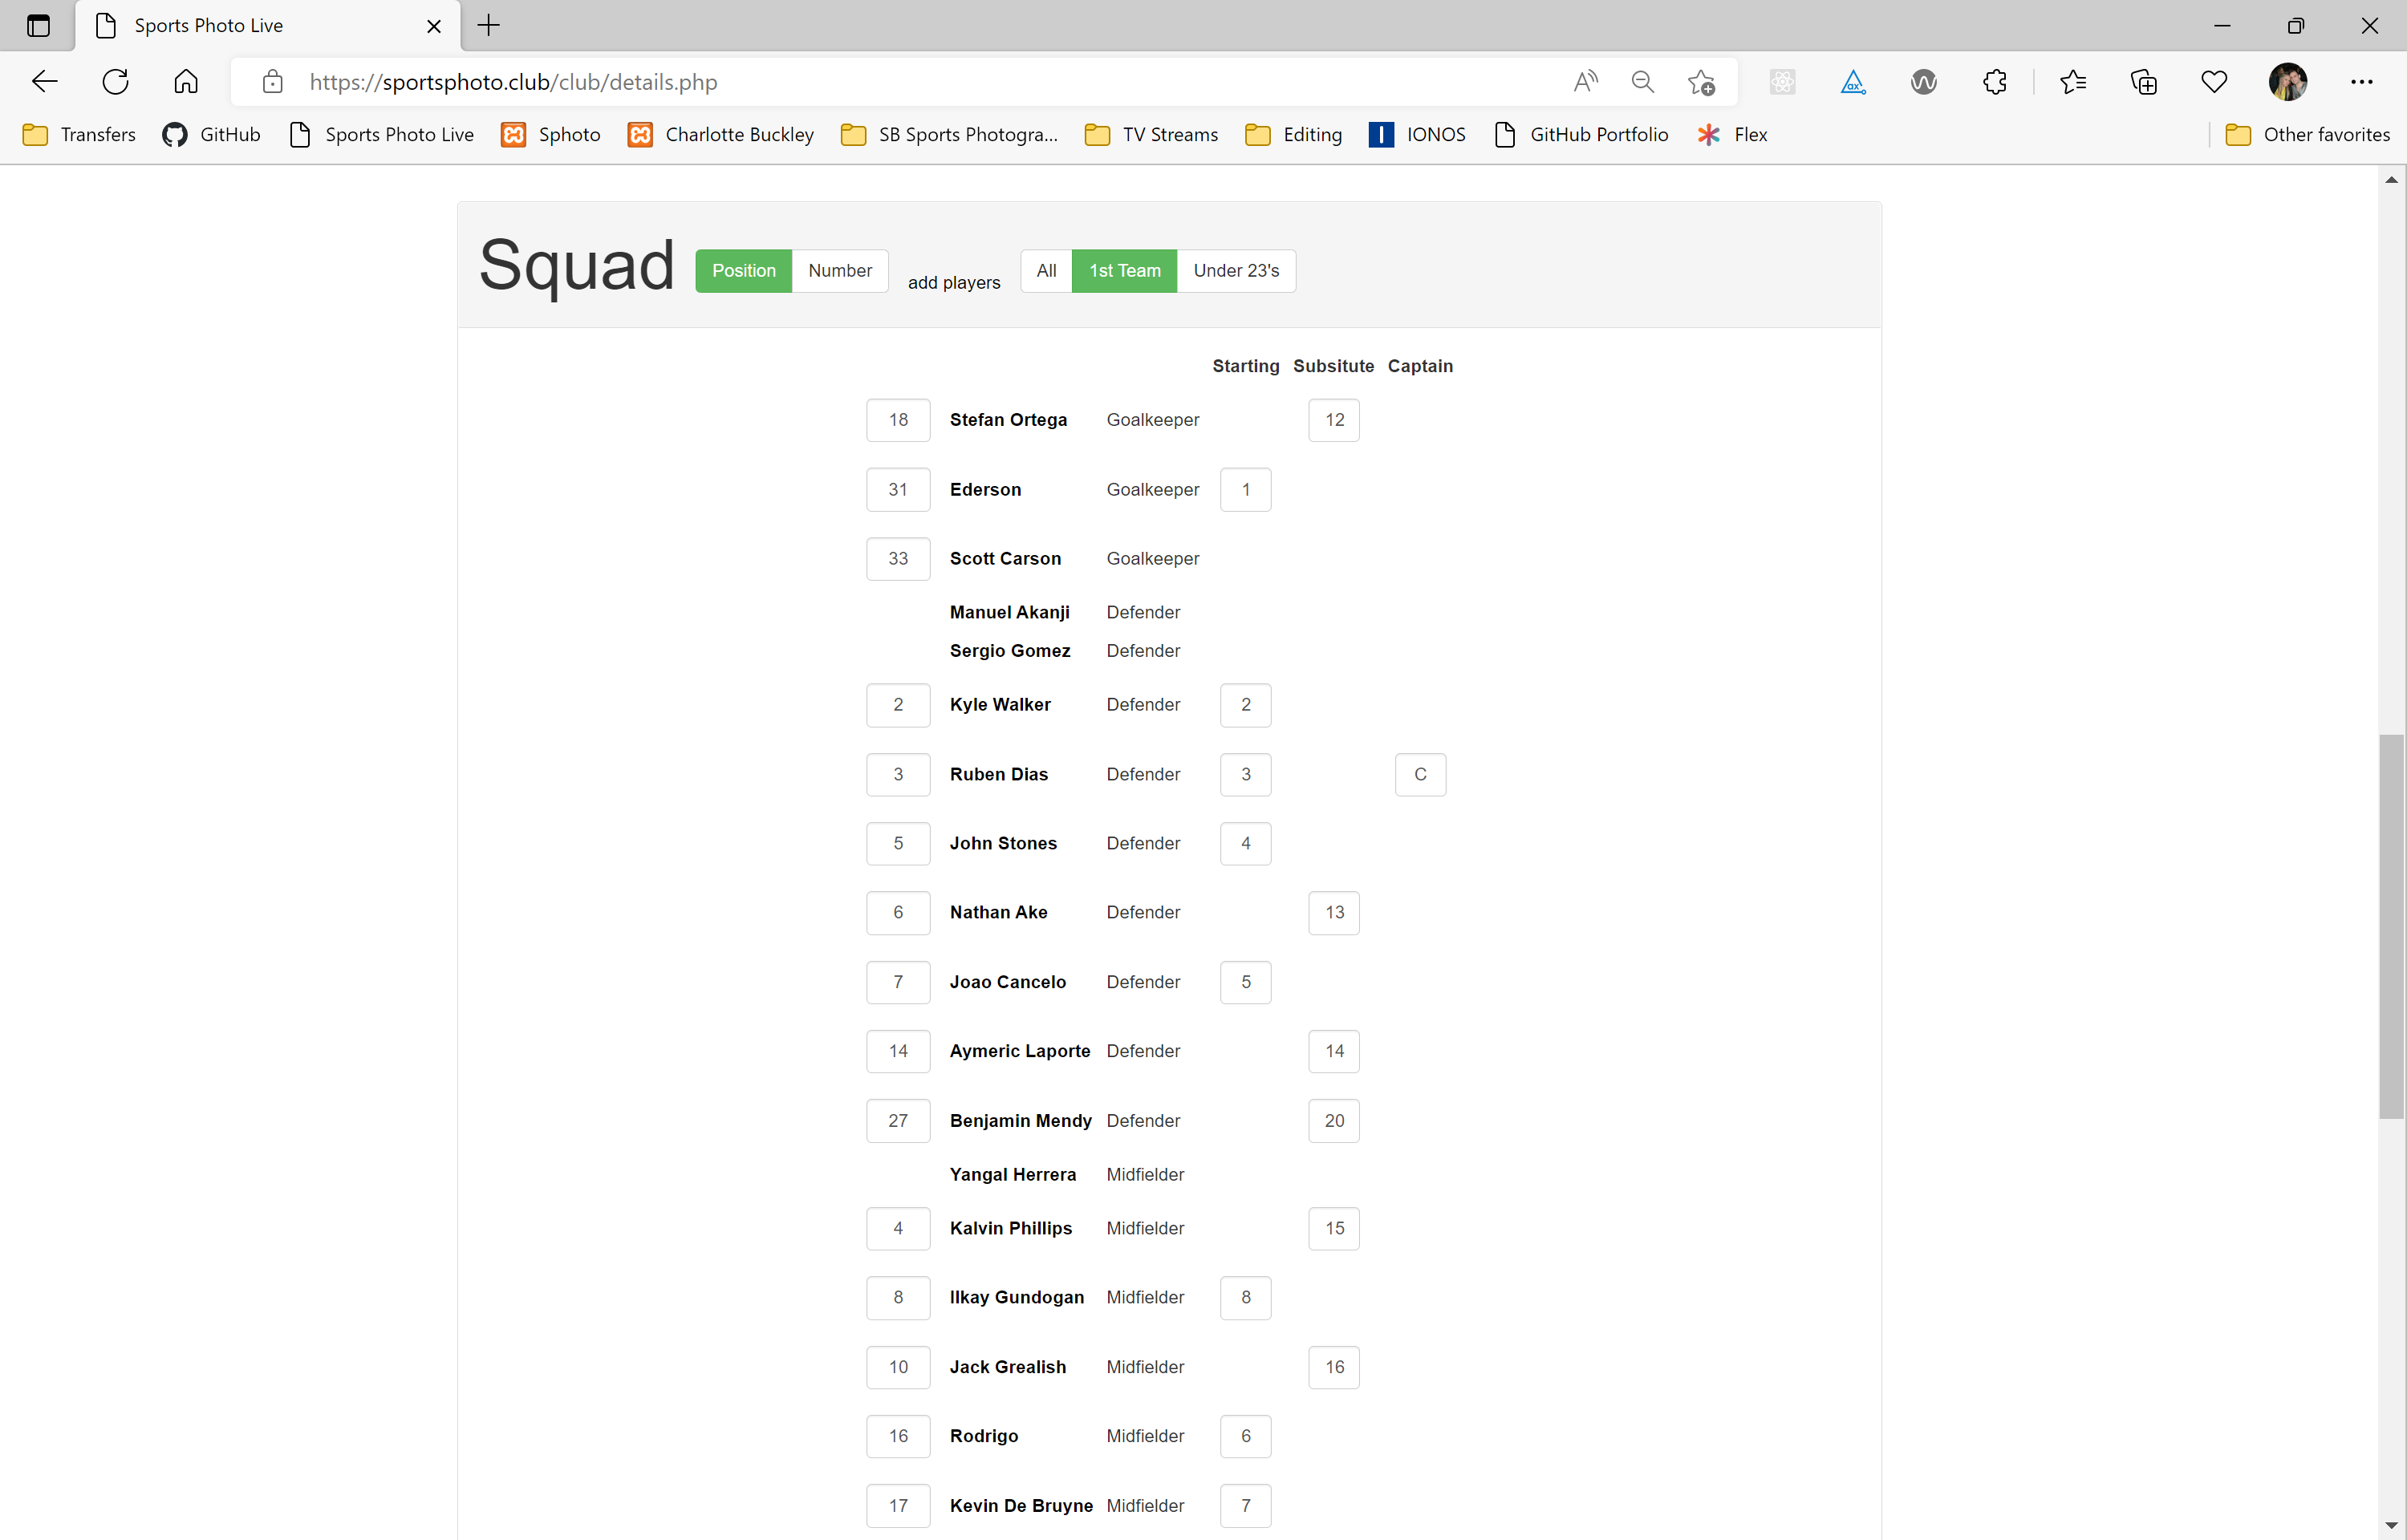 Sports Photo Live
https://sportsphoto.club/club/details.php
Transfers GitHub Sports Photo Live Sphoto Charlotte Buckley SB Sports Photogra... TV Streams Editing IONOS GitHub Portfolio Flex Other favorites
Squad Position Number add players All 1st Team Under 23's
Starting Subsitute Captain
18 Stefan Ortega Goalkeeper 12
31 Ederson Goalkeeper 1
33 Scott Carson Goalkeeper
Manuel Akanji Defender
Sergio Gomez Defender
2 Kyle Walker Defender 2
3 Ruben Dias Defender 3 C
5 John Stones Defender 4
6 Nathan Ake Defender 13
7 Joao Cancelo Defender 5
14 Aymeric Laporte Defender 14
27 Benjamin Mendy Defender 20
Yangal Herrera Midfielder
4 Kalvin Phillips Midfielder 15
8 Ilkay Gundogan Midfielder 8
10 Jack Grealish Midfielder 16
16 Rodrigo Midfielder 6
17 Kevin De Bruyne Midfielder 7